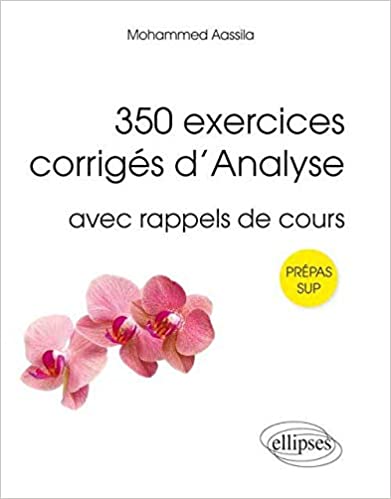 Mohammed Aassila
350 exercices
corrigés d'Analyse
avec rappels de cours
PRÉPAS
SUP
ellipses